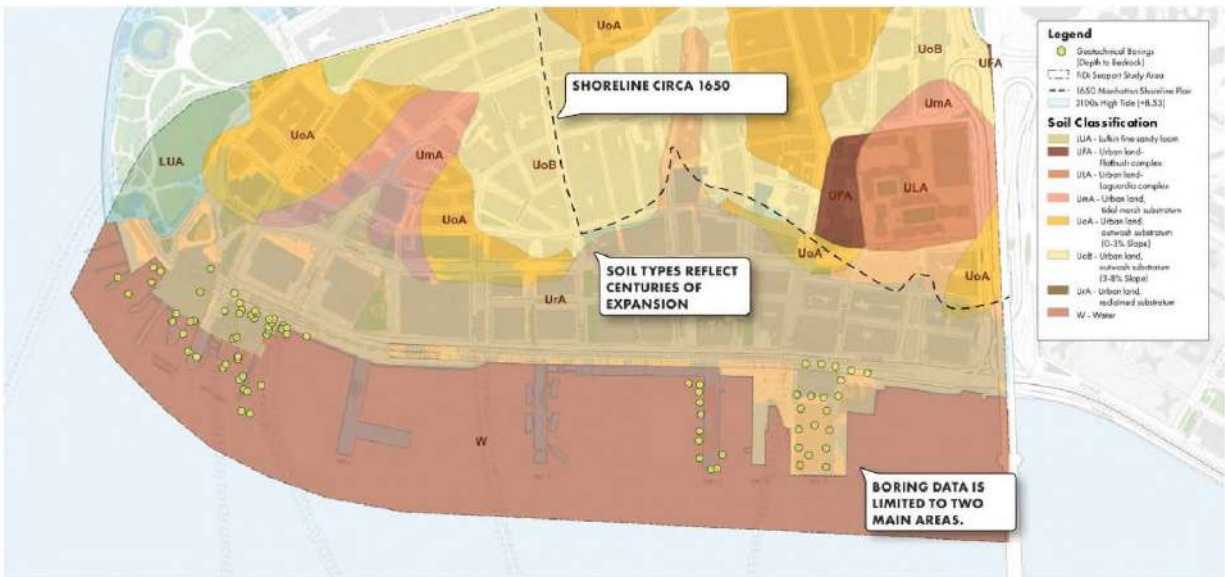 UoA
UoB
UFA
SHORELINE CIRCA 1650
UmA
UoA
UmA
LUA
UoB
UFA
ULA
UoA
UoA
UoA
SOIL TYPES REFLECT
CENTURIES OF
EXPANSION
UrA
W
BORING DATA IS
LIMITED TO TWO
MAIN AREAS.
Legend
Geotechnical Borings
(Depth to Bedrock)
FiDi Seaport Study Area
1650 Manhattan Shoreline Plan
2100s High Tide (+8.53)
Soil Classification
LUA - Lufkin fine sandy loam
UFA - Urban land-
Flatbush complex
ULA - Urban land-
Laguardia complex
UmA - Urban land,
tidal marsh substratum
UoA - Urban land,
outwash substratum
(0-3% Slope)
UoB - Urban land,
outwash substratum
(3-8% Slope)
UrA - Urban land,
reclaimed substratum
W - Water